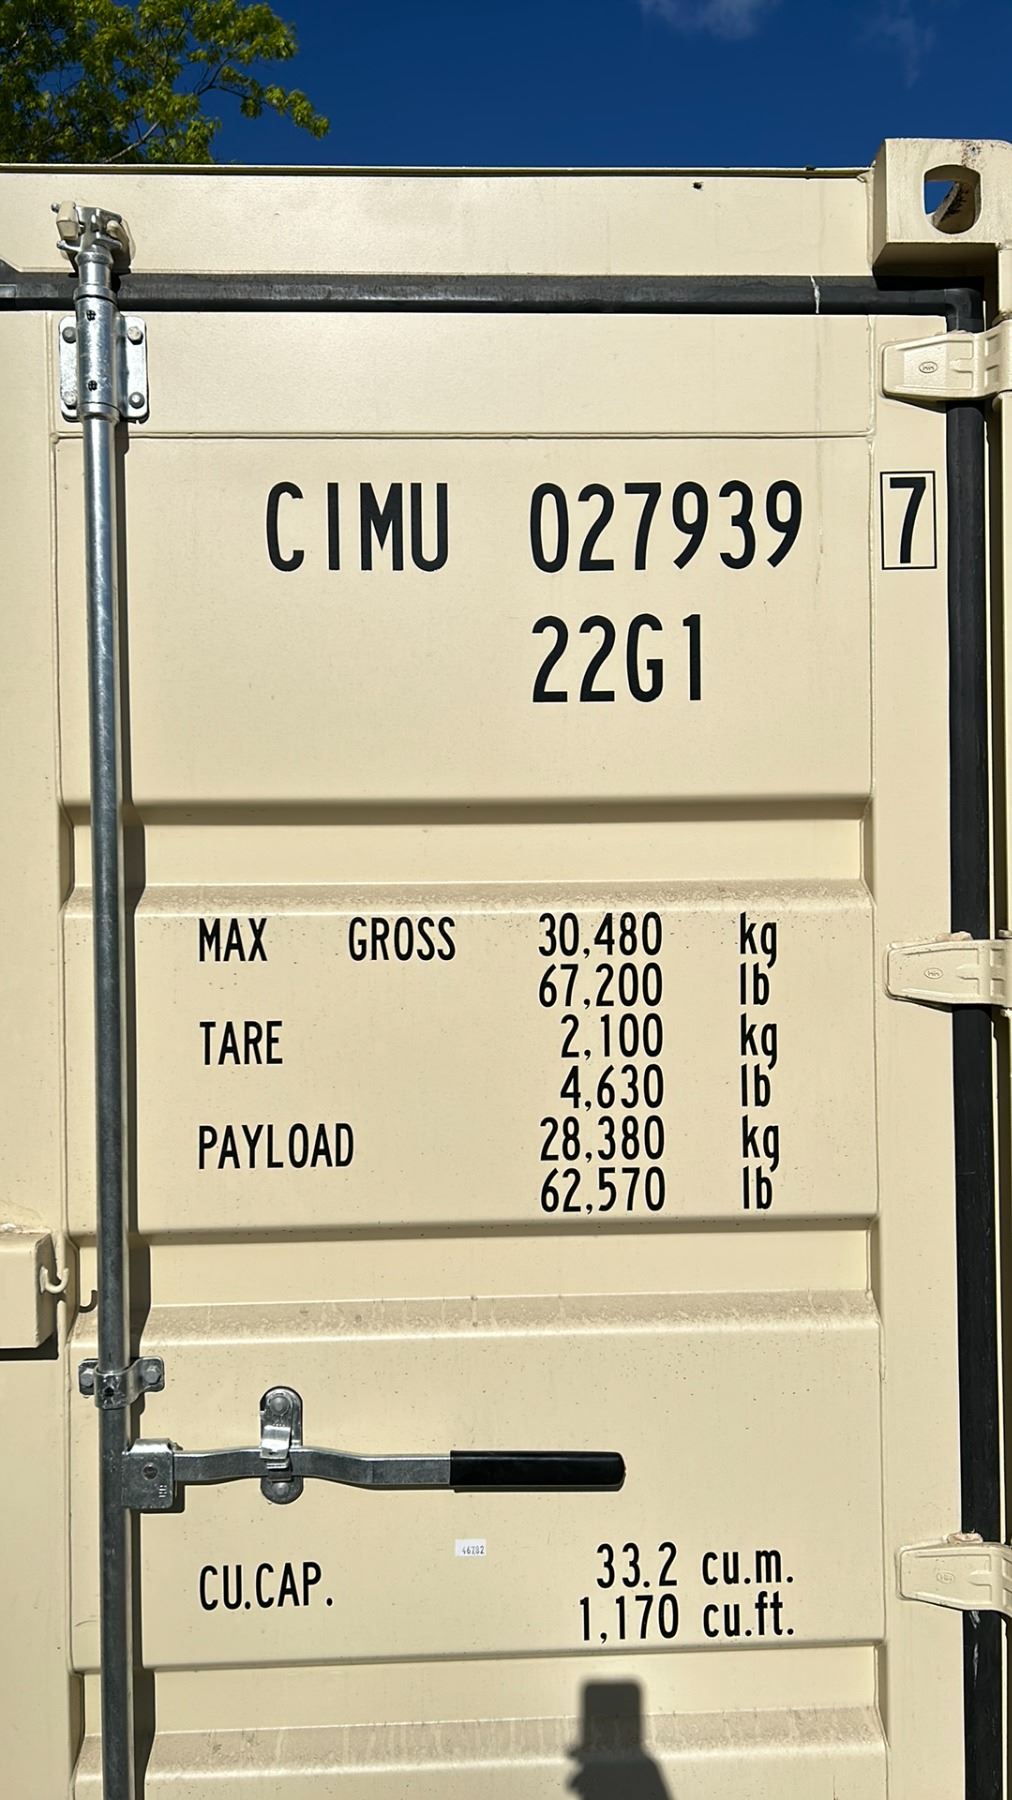 CIMU 027939 7
22G1
MAX GROSS 30,480 kg
67,200 lb
TARE 2,100 kg
4,630 lb
PAYLOAD 28,380 kg
62,570 lb
46782
CU.CAP. 33.2 cu.m.
1,170 cu.ft.